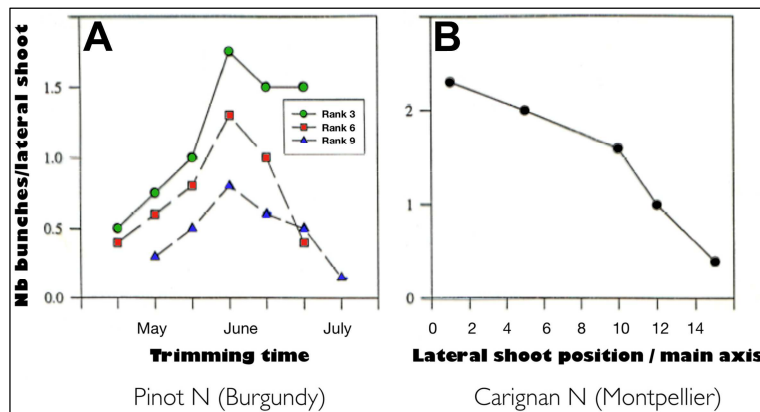 A
B
Nb bunches/lateral shoot
1.5
1.0
0.5
0.0
Rank 3
Rank 6
Rank 9
May June July
Trimming time
Pinot N (Burgundy)
2
1
0
0 2 4 6 8 10 12 14
Lateral shoot position / main axis
Carignan N (Montpellier)